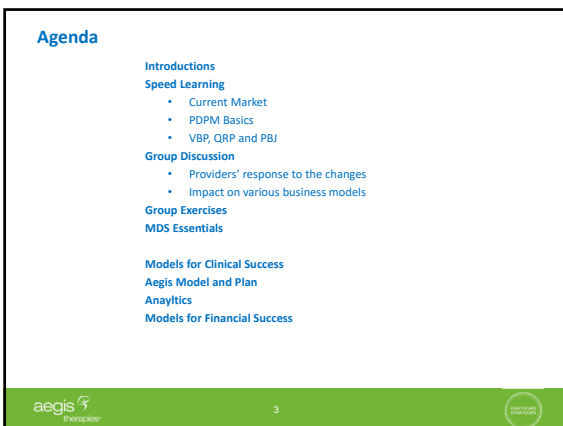 Agenda
Introductions
Speed Learning
• Current Market
• PDPM Basics
• VBP, QRP and PBJ
Group Discussion
• Providers' response to the changes
• Impact on various business models
Group Exercises
MDS Essentials
Models for Clinical Success
Aegis Model and Plan
Anayltics
Models for Financial Success
aegis
therapies
3
HEALTHCARE
STRATEGIES